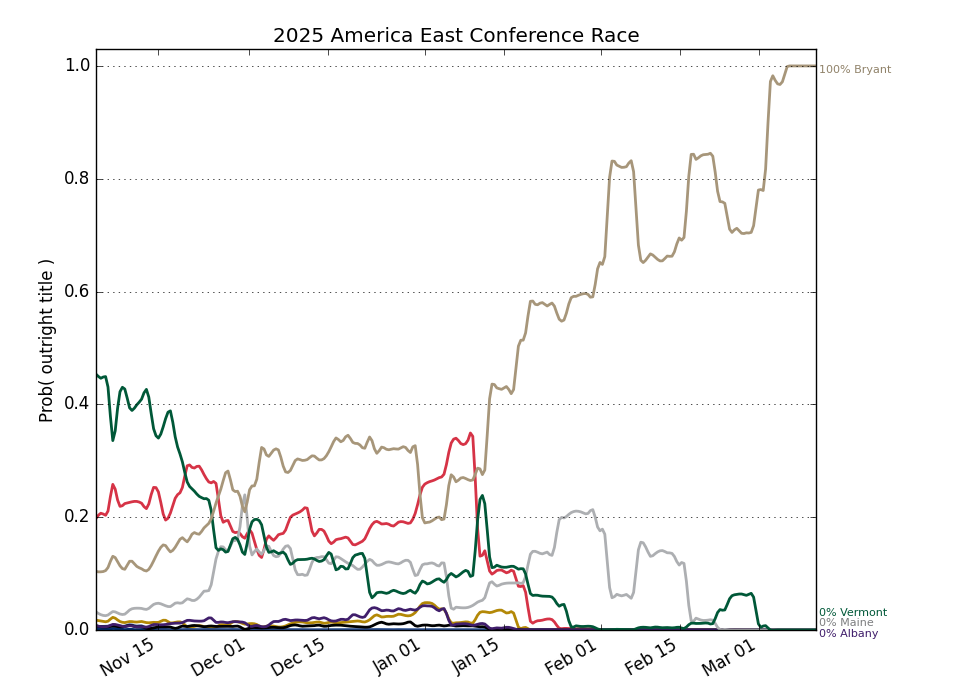 2025 America East Conference Race
Prob( outright title )
1.0
0.8
0.6
0.4
0.2
0.0
Nov 15
Dec 01
Dec 15
Jan 01
Jan 15
Feb 01
Feb 15
Mar 01
100% Bryant
0% Vermont
0% Maine
0% Albany